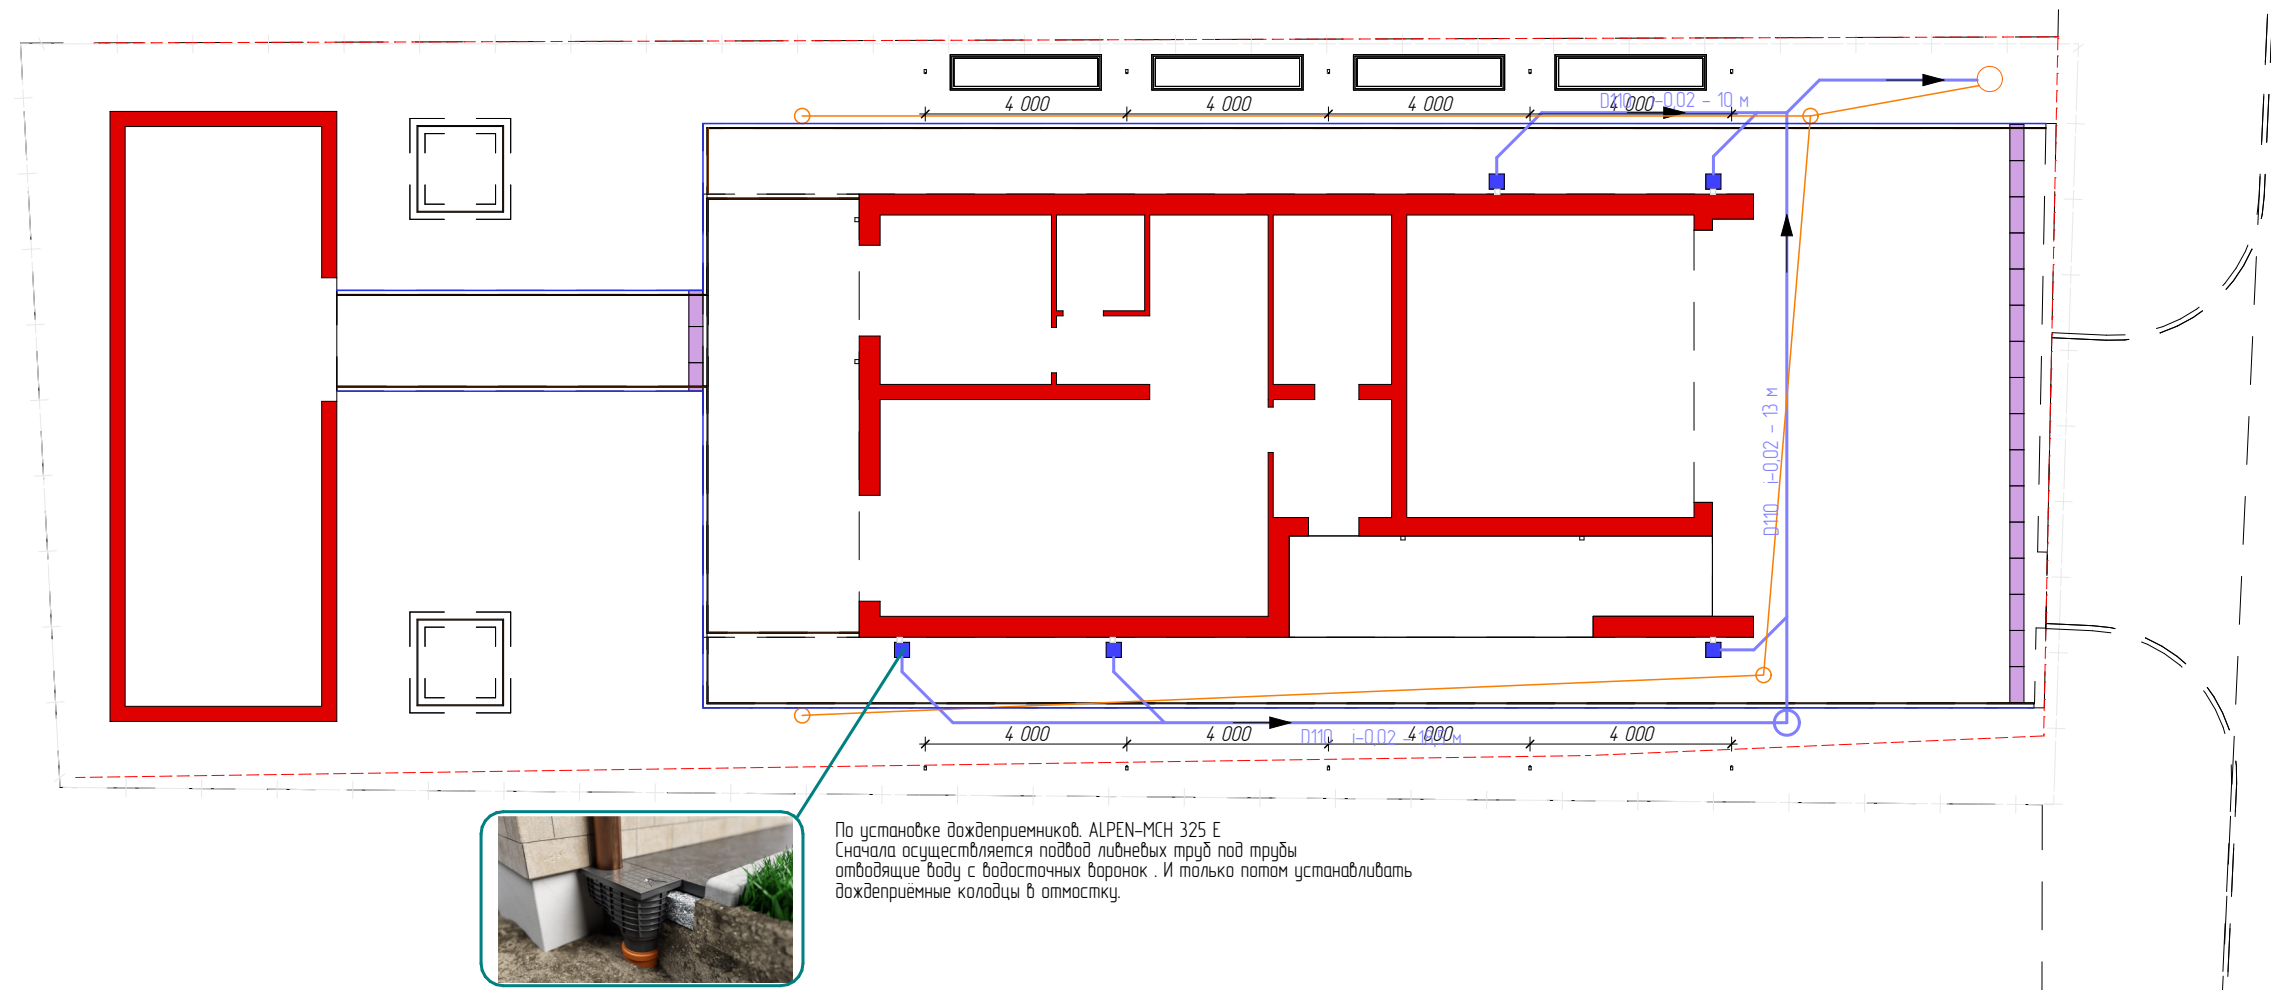 4 000 4 000 4 000 4 000
D110 i-0,02 - 10 м
D110 i-0,02 - 13 м
4 000 4 000 4 000 4 000
D110 i-0,02 - м
По установке дождеприемников. ALPEN-MCH 325 E
Сначала осуществляется подвод ливневых труб под трубы
отводящие воду с водосточных воронок . И только потом устанавливать
дождеприёмные колодцы в отмостку.